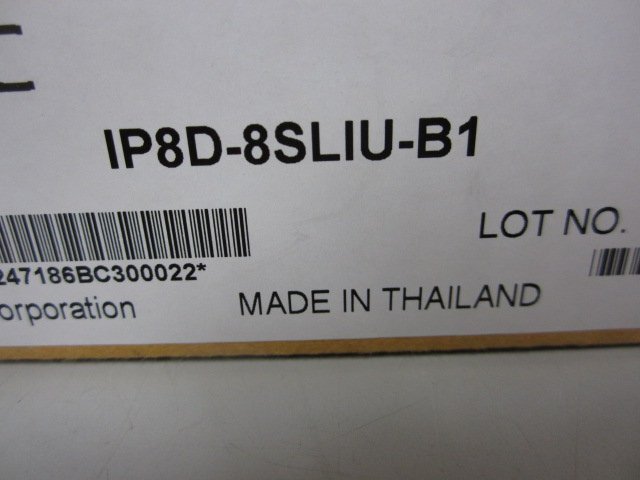 IP8D-8SLIU-B1
LOT NO.
247186BC300022*
orporation
MADE IN THAILAND